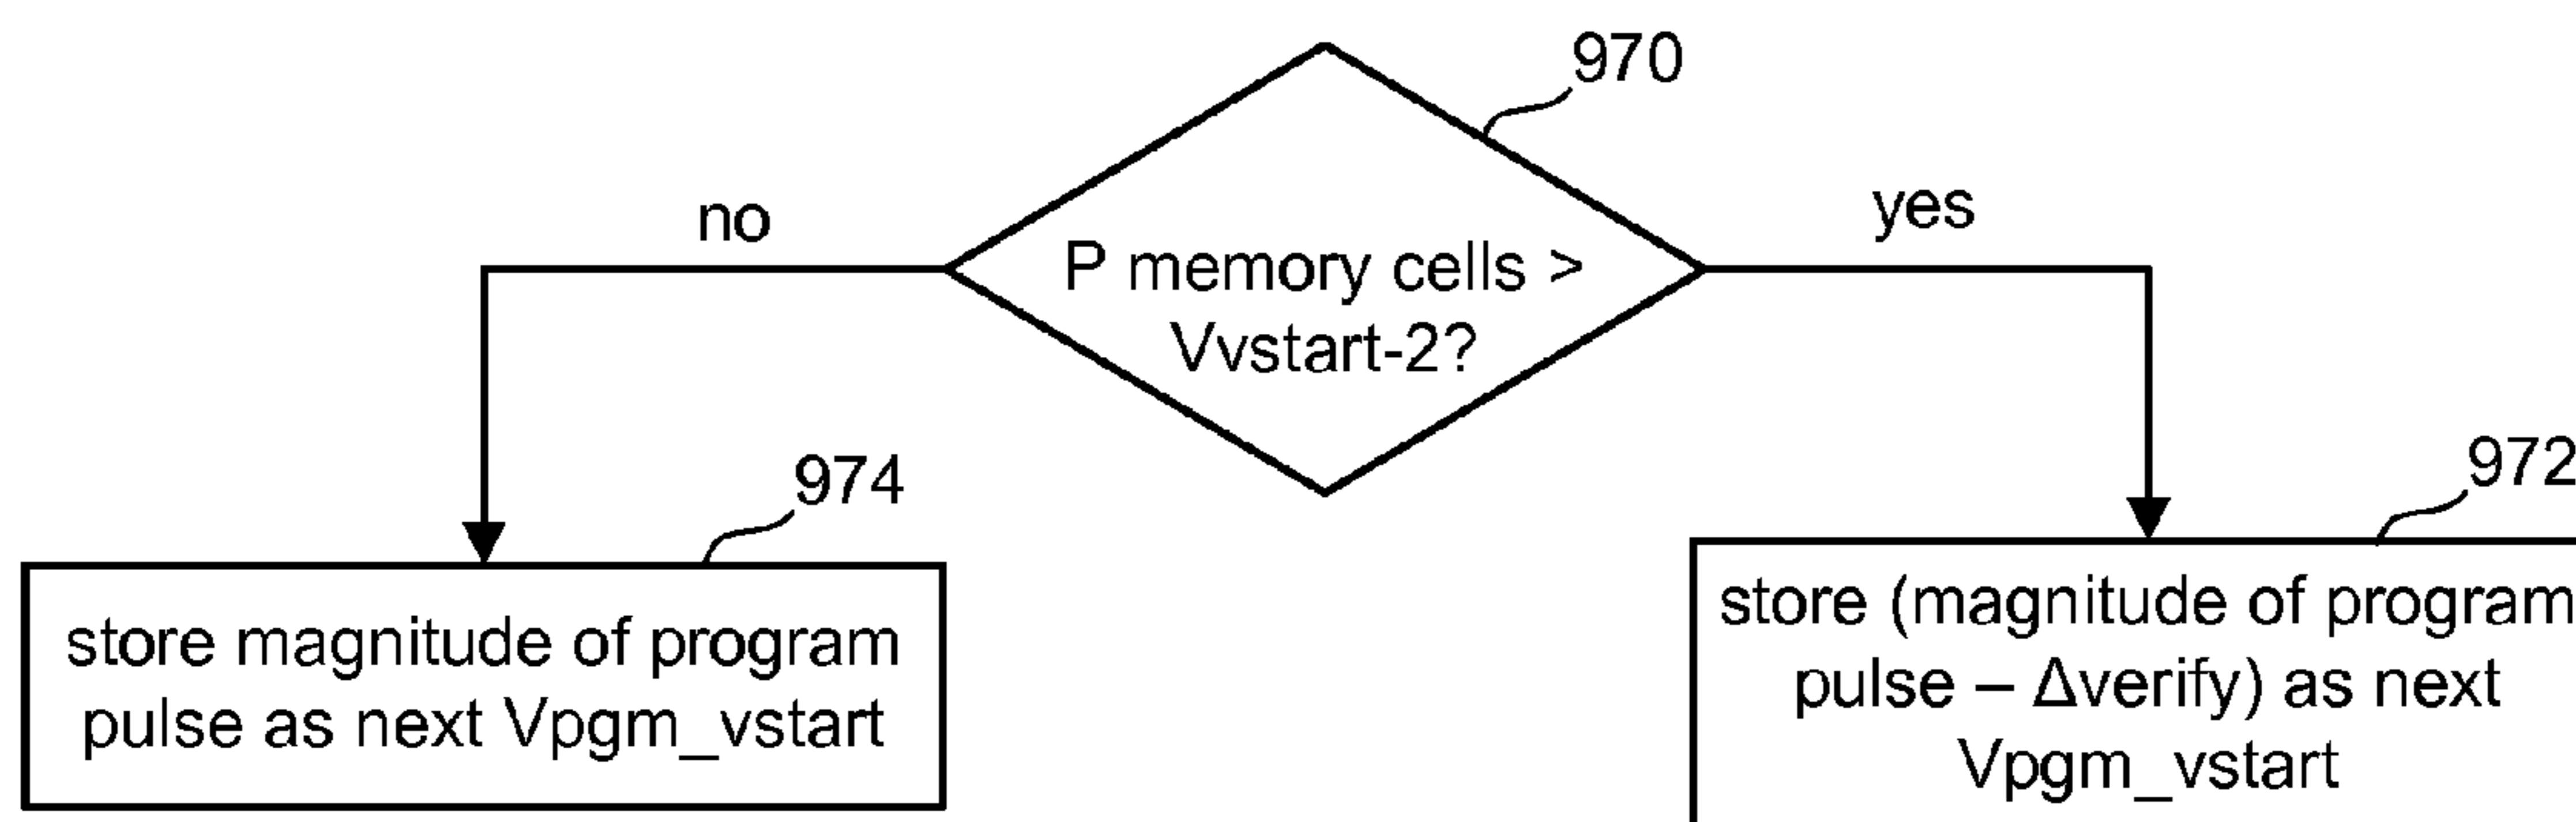 970
no
yes
P memory cells >
Vvstart-2?
974
972
store magnitude of program
pulse as next Vpgm_vstart
store (magnitude of program
pulse – Δverify) as next
Vpgm_vstart